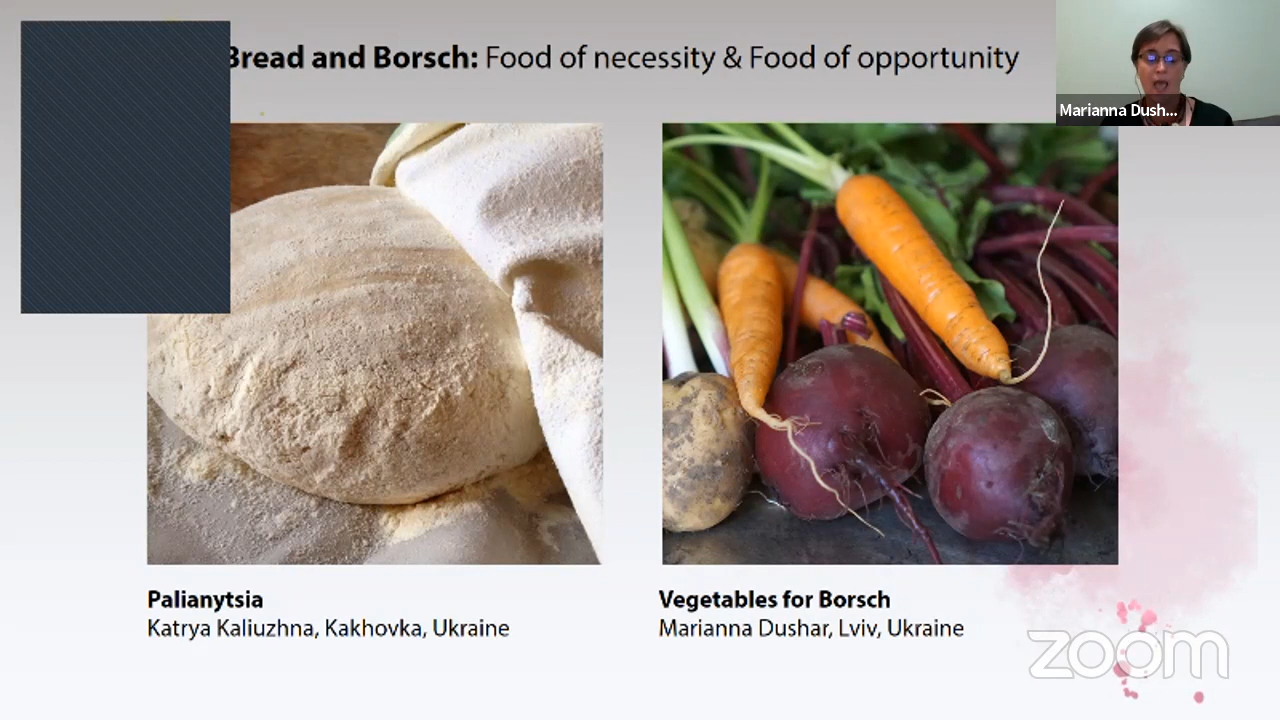 Bread and Borsch: Food of necessity & Food of opportunity
Marianna Dush...
Palianytsia
Katrya Kaliuzhna, Kakhovka, Ukraine
Vegetables for Borsch
Marianna Dushar, Lviv, Ukraine
zoom